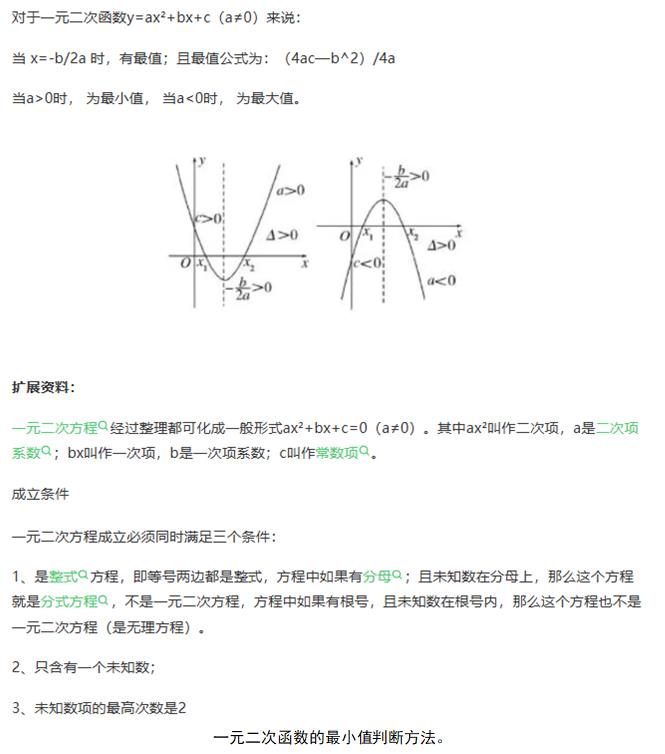 对于一元二次函数y=ax²+bx+c（a≠0）来说：
当 x=-b/2a 时，有最值；且最值公式为：（4ac—b^2）/4a
当a>0时， 为最小值， 当a<0时， 为最大值。
y
a>0
c>0
Δ>0
O x₁ x₂ x
-b/2a>0
y
-b/2a>0
O x₁ x₂ x
Δ>0
c<0
a<0
扩展资料：
一元二次方程经过整理都可化成一般形式ax²+bx+c=0（a≠0）。其中ax²叫作二次项，a是二次项
系数；bx叫作一次项，b是一次项系数；c叫作常数项。
成立条件
一元二次方程成立必须同时满足三个条件：
1、是整式方程，即等号两边都是整式，方程中如果有分母；且未知数在分母上，那么这个方程
就是分式方程，不是一元二次方程，方程中如果有根号，且未知数在根号内，那么这个方程也不是
一元二次方程（是无理方程）。
2、只含有一个未知数；
3、未知数项的最高次数是2
一元二次函数的最小值判断方法。